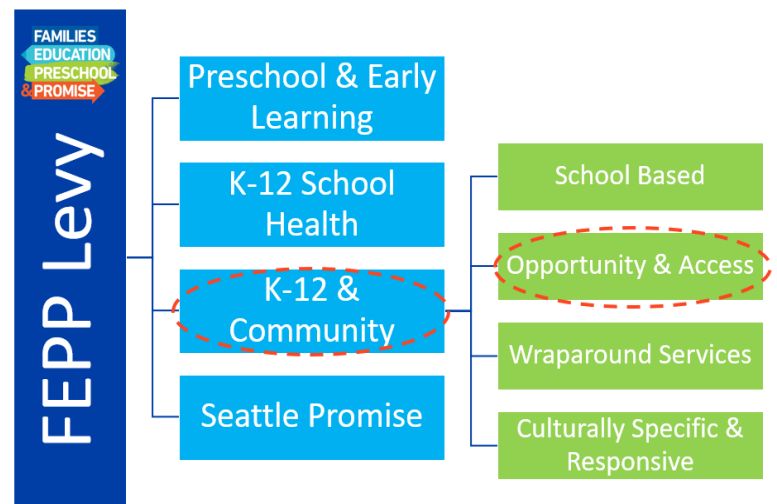 FAMILIES
EDUCATION
PRESCHOOL
& PROMISE
FEPP Levy
Preschool & Early
Learning
K-12 School
Health
K-12 &
Community
Seattle Promise
School Based
Opportunity & Access
Wraparound Services
Culturally Specific &
Responsive